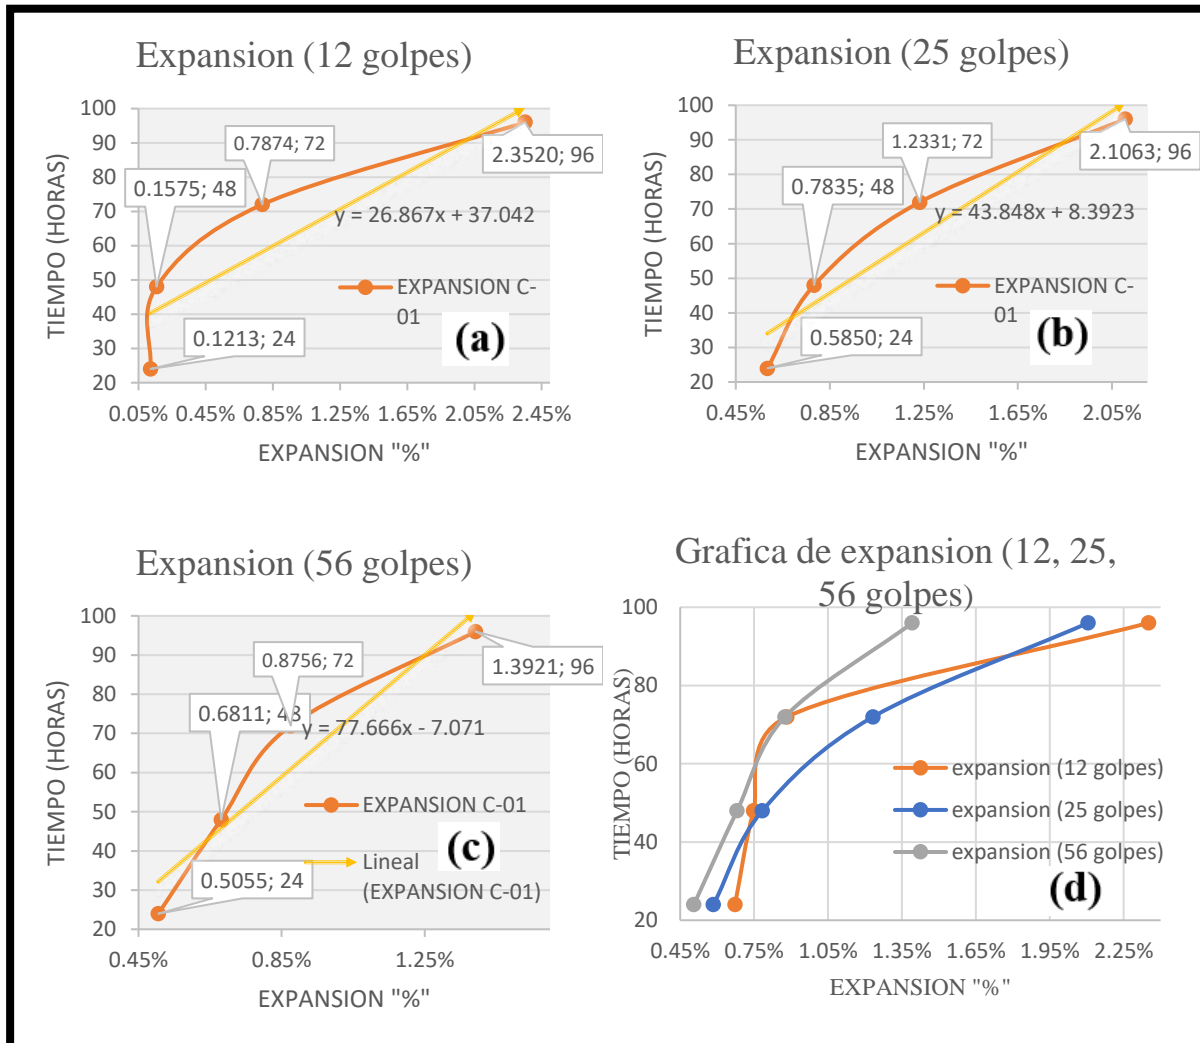 Expansion (12 golpes)
100
90
80
70
60
50
40
30
20
TIEMPO (HORAS)
0.7874; 72
0.1575; 48
2.3520; 96
y = 26.867x + 37.042
EXPANSION C-
01
(a)
0.1213; 24
0.05% 0.45% 0.85% 1.25% 1.65% 2.05% 2.45%
EXPANSION "%"
Expansion (25 golpes)
100
90
80
70
60
50
40
30
20
TIEMPO (HORAS)
1.2331; 72
2.1063; 96
0.7835; 48
y = 43.848x + 8.3923
EXPANSION C-
01
(b)
0.5850; 24
0.45% 0.85% 1.25% 1.65% 2.05%
EXPANSION "%"
Expansion (56 golpes)
100
90
80
70
60
50
40
30
20
TIEMPO (HORAS)
0.8756; 72
1.3921; 96
0.6811; 48
y = 77.666x - 7.071
EXPANSION C-01
(c)
Lineal
(EXPANSION C-01)
0.5055; 24
0.45% 0.85% 1.25%
EXPANSION "%"
Grafica de expansion (12, 25,
56 golpes)
100
80
60
40
20
TIEMPO (HORAS)
expansion (12 golpes)
expansion (25 golpes)
expansion (56 golpes)
(d)
0.45% 0.75% 1.05% 1.35% 1.65% 1.95% 2.25%
EXPANSION "%"